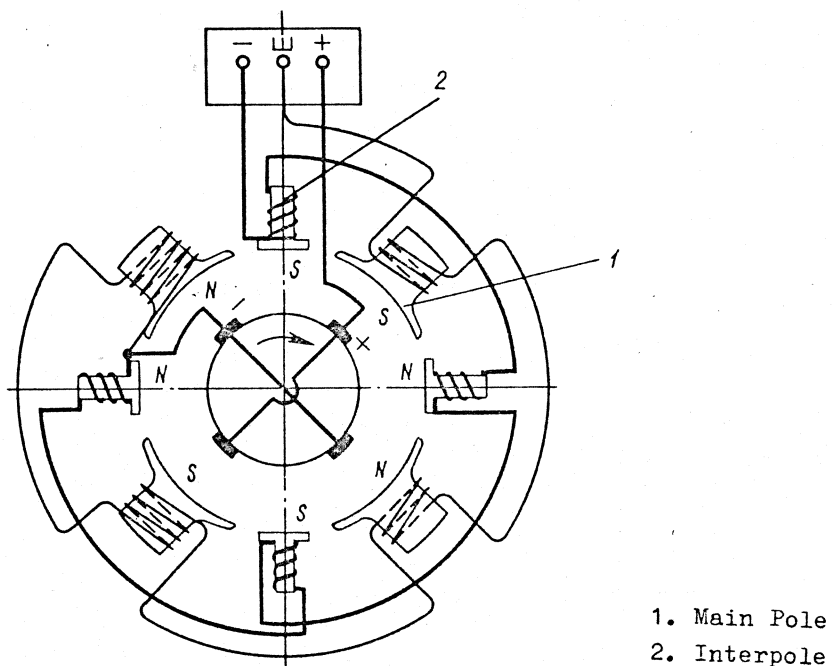 − Ш +
2
1
S
N − S
+
N N
S N
S
1. Main Pole
2. Interpole